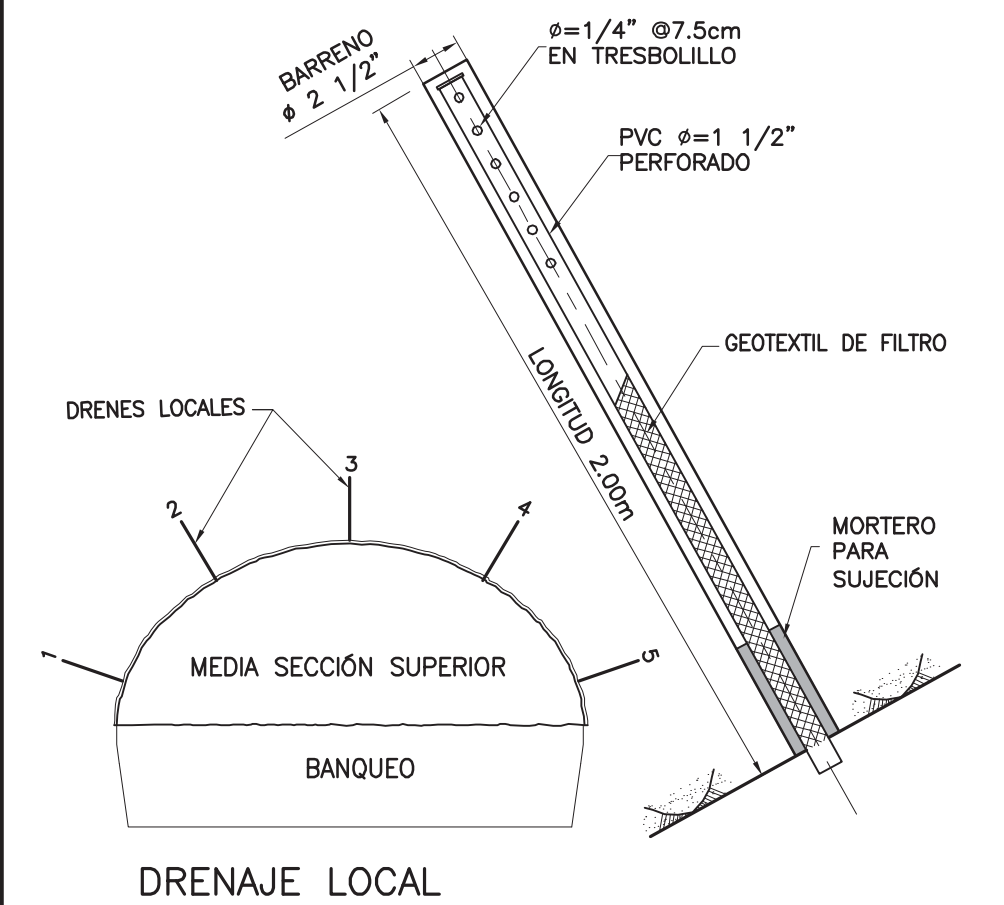 BARRENO
ø 2 1/2"
ø=1/4" @7.5cm
EN TRESBOLILLO
PVC ø=1 1/2"
PERFORADO
GEOTEXTIL DE FILTRO
LONGITUD 2.00m
DRENES LOCALES
1
2
3
4
5
MORTERO
PARA
SUJECIÓN
MEDIA SECCIÓN SUPERIOR
BANQUEO
DRENAJE LOCAL